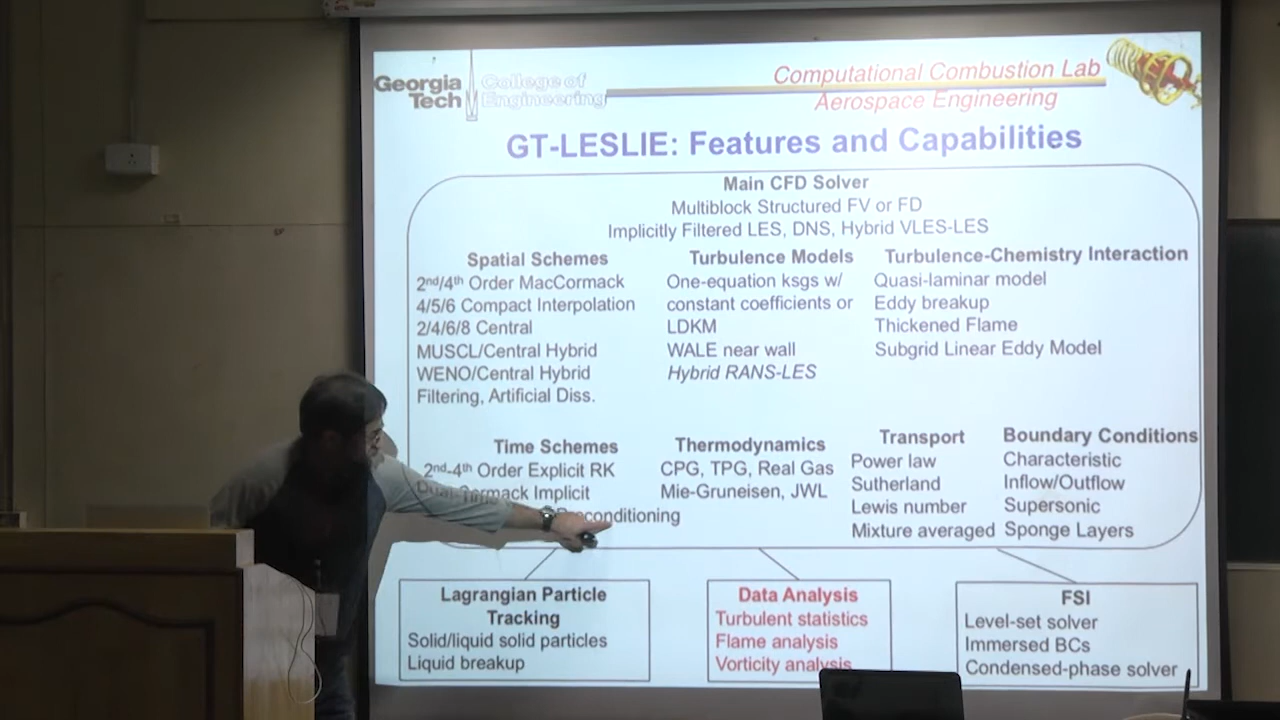 Georgia Tech
College of Engineering
Computational Combustion Lab
Aerospace Engineering
GT-LESLIE: Features and Capabilities
Main CFD Solver
Multiblock Structured FV or FD
Implicitly Filtered LES, DNS, Hybrid VLES-LES
Spatial Schemes
2nd/4th Order MacCormack
4/5/6 Compact Interpolation
2/4/6/8 Central
MUSCL/Central Hybrid
WENO/Central Hybrid
Filtering, Artificial Diss.
Turbulence Models
One-equation ksgs w/
constant coefficients or
LDKM
WALE near wall
Hybrid RANS-LES
Turbulence-Chemistry Interaction
Quasi-laminar model
Eddy breakup
Thickened Flame
Subgrid Linear Eddy Model
Time Schemes
2nd-4th Order Explicit RK
Implicit
Thermodynamics
CPG, TPG, Real Gas
Mie-Gruneisen, JWL
Transport
Power law
Sutherland
Lewis number
Mixture averaged
Boundary Conditions
Characteristic
Inflow/Outflow
Supersonic
Sponge Layers
Lagrangian Particle
Tracking
Solid/liquid solid particles
Liquid breakup
Data Analysis
Turbulent statistics
Flame analysis
Vorticity analysis
FSI
Level-set solver
Immersed BCs
Condensed-phase solver